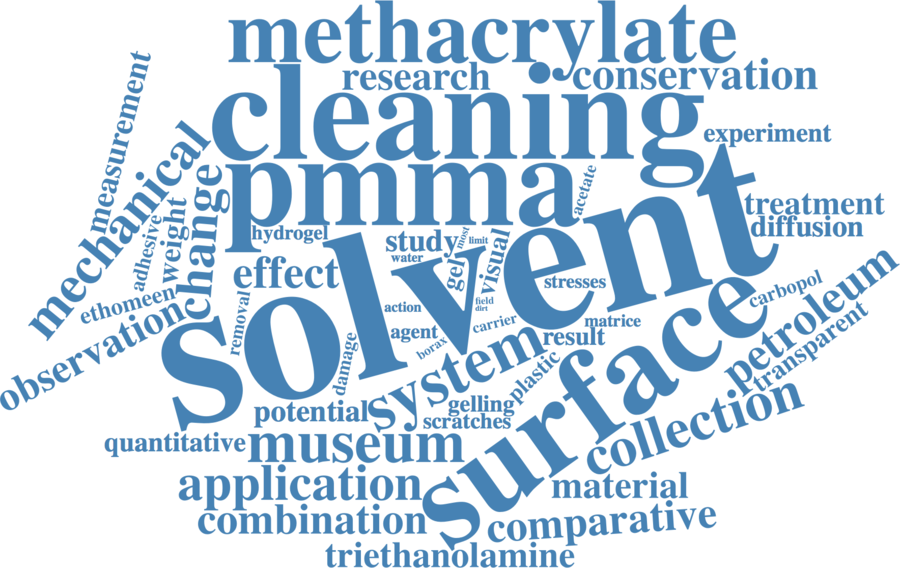 methacrylate
research
conservation
measurement
cleaning
experiment
mechanical
pmma
acetate
change
weight
adhesive
treatment
diffusion
hydrogel
study
most
limit
water
gel
visual
solvent
effect
ethomeen
observation
removal
stresses
field
diet
action
carrier
carbopol
petroleum
agent
borax
matrice
result
transparent
damage
system
plastic
surface
potential
gelling
scratches
collection
quantitative
museum
application
material
combination
comparative
triethanolamine